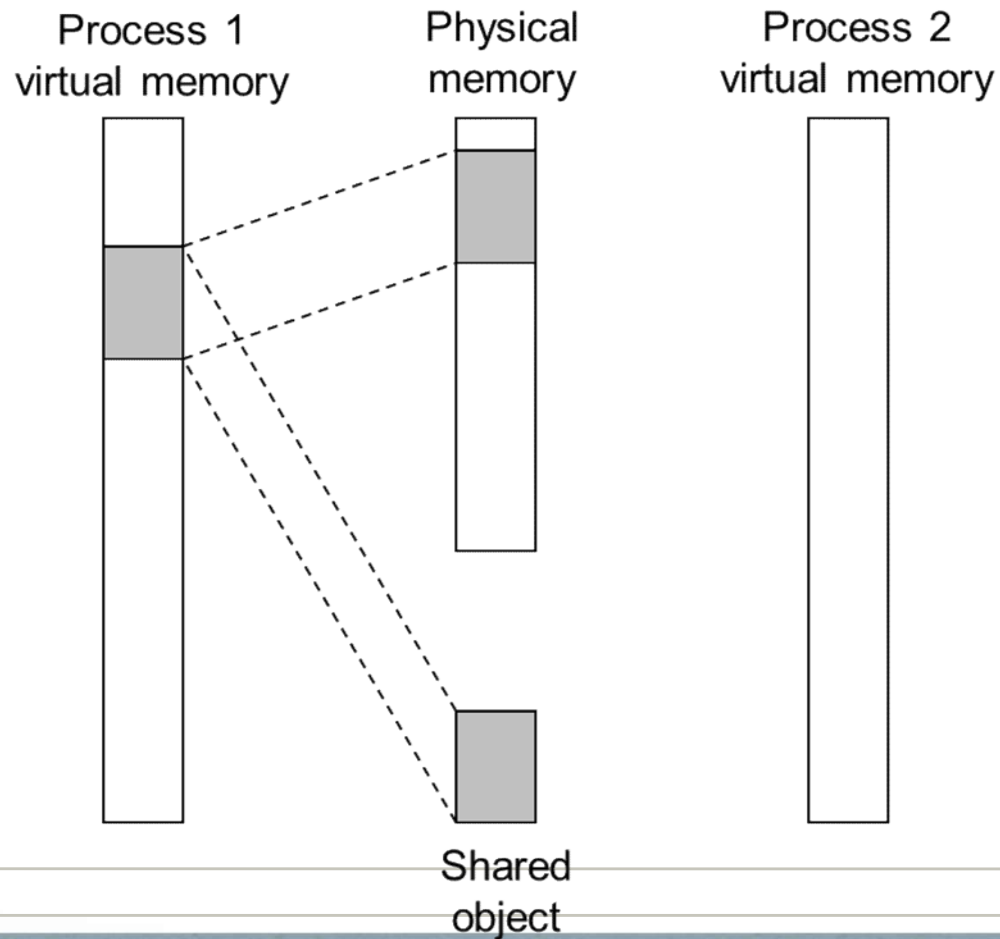 Process 1
virtual memory
Physical
memory
Process 2
virtual memory
Shared
object